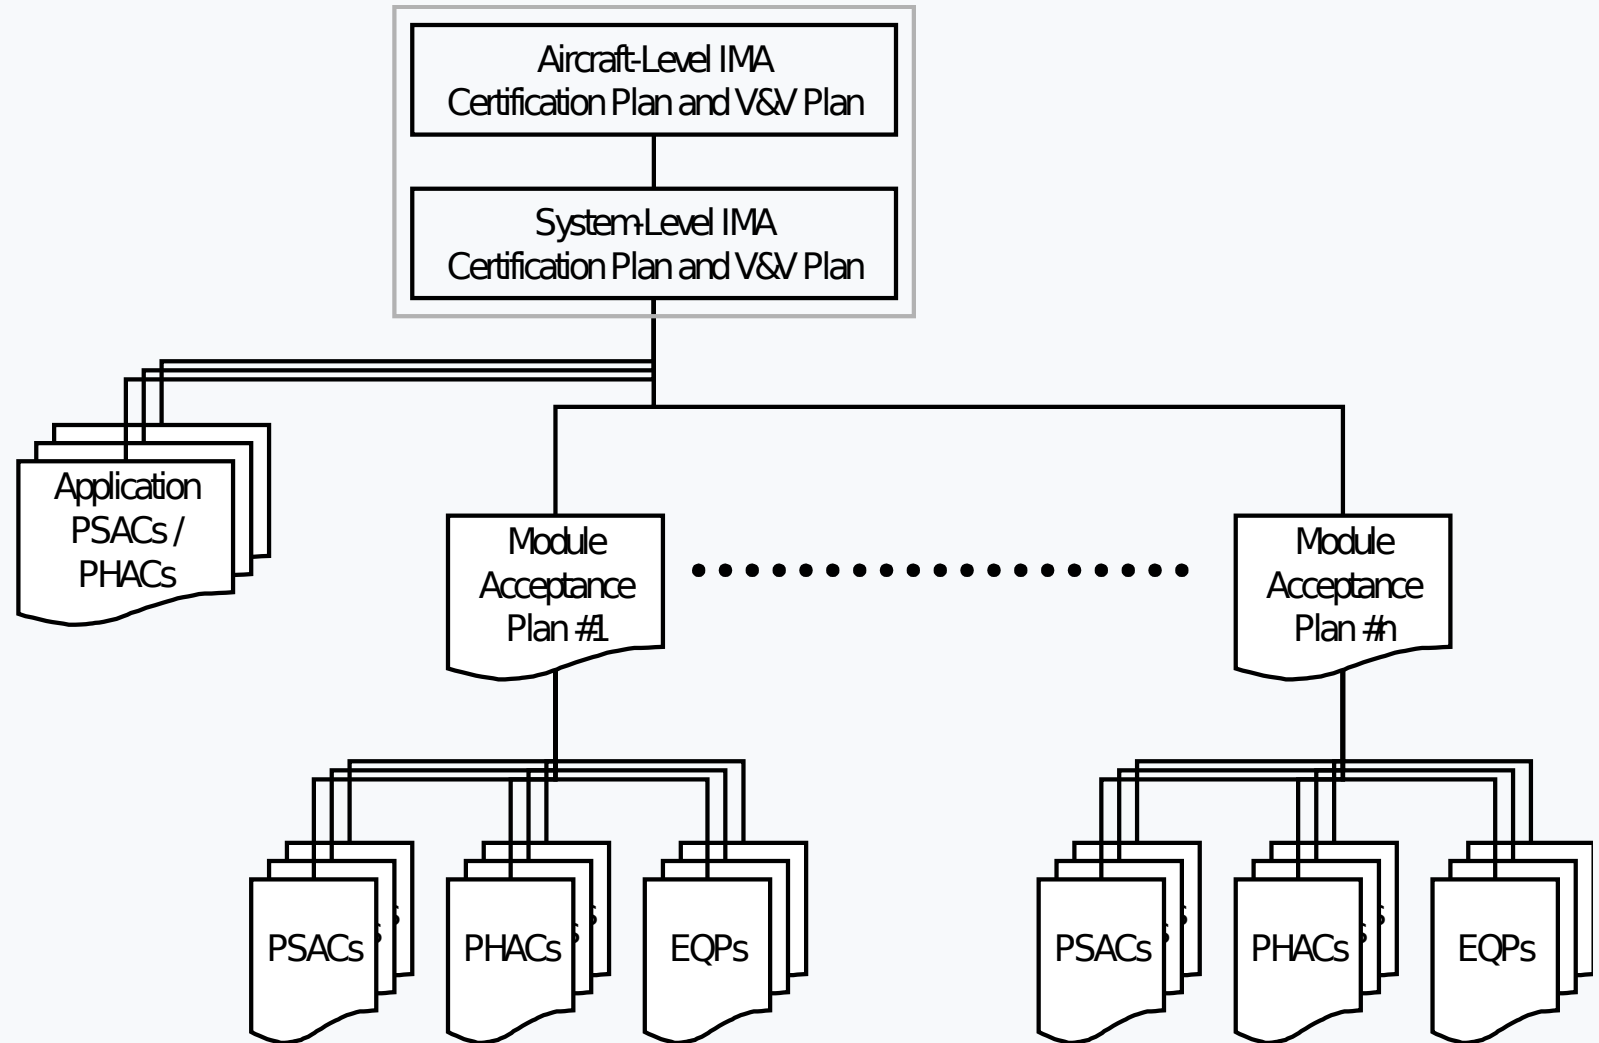 Aircraft-Level IMA
Certification Plan and V&V Plan
System-Level IMA
Certification Plan and V&V Plan
Application
PSACs /
PHACs
Module
Acceptance
Plan #1
Module
Acceptance
Plan #n
PSACs
PHACs
EQPs
PSACs
PHACs
EQPs